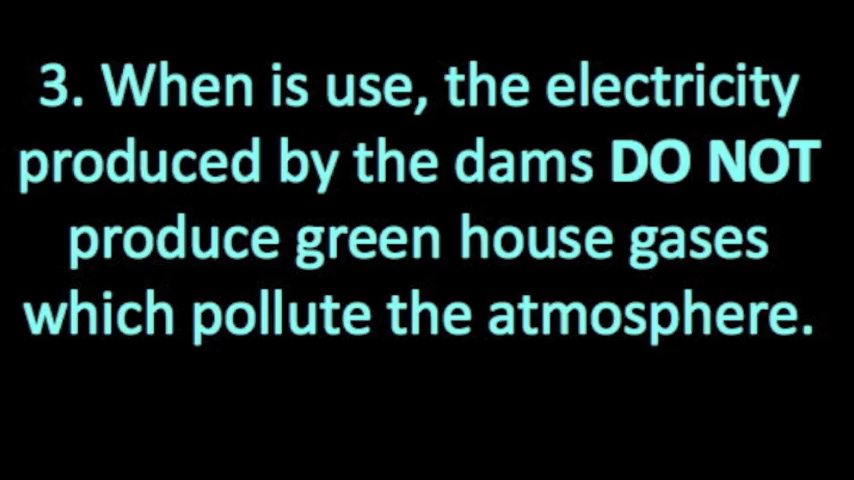 3. When is use, the electricity
produced by the dams DO NOT
produce green house gases
which pollute the atmosphere.